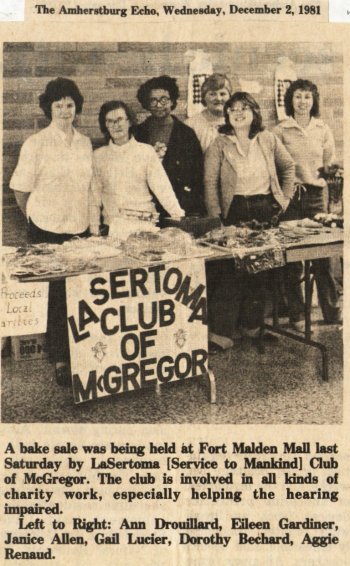 The Amherstburg Echo, Wednesday, December 2, 1981
LASERTOMA
CLUB
OF
McGREGOR
Proceeds
Local
arities
A bake sale was being held at Fort Malden Mall last
Saturday by LaSertoma [Service to Mankind] Club
of McGregor. The club is involved in all kinds of
charity work, especially helping the hearing
impaired.
Left to Right: Ann Drouillard, Eileen Gardiner,
Janice Allen, Gail Lucier, Dorothy Bechard, Aggie
Renaud.